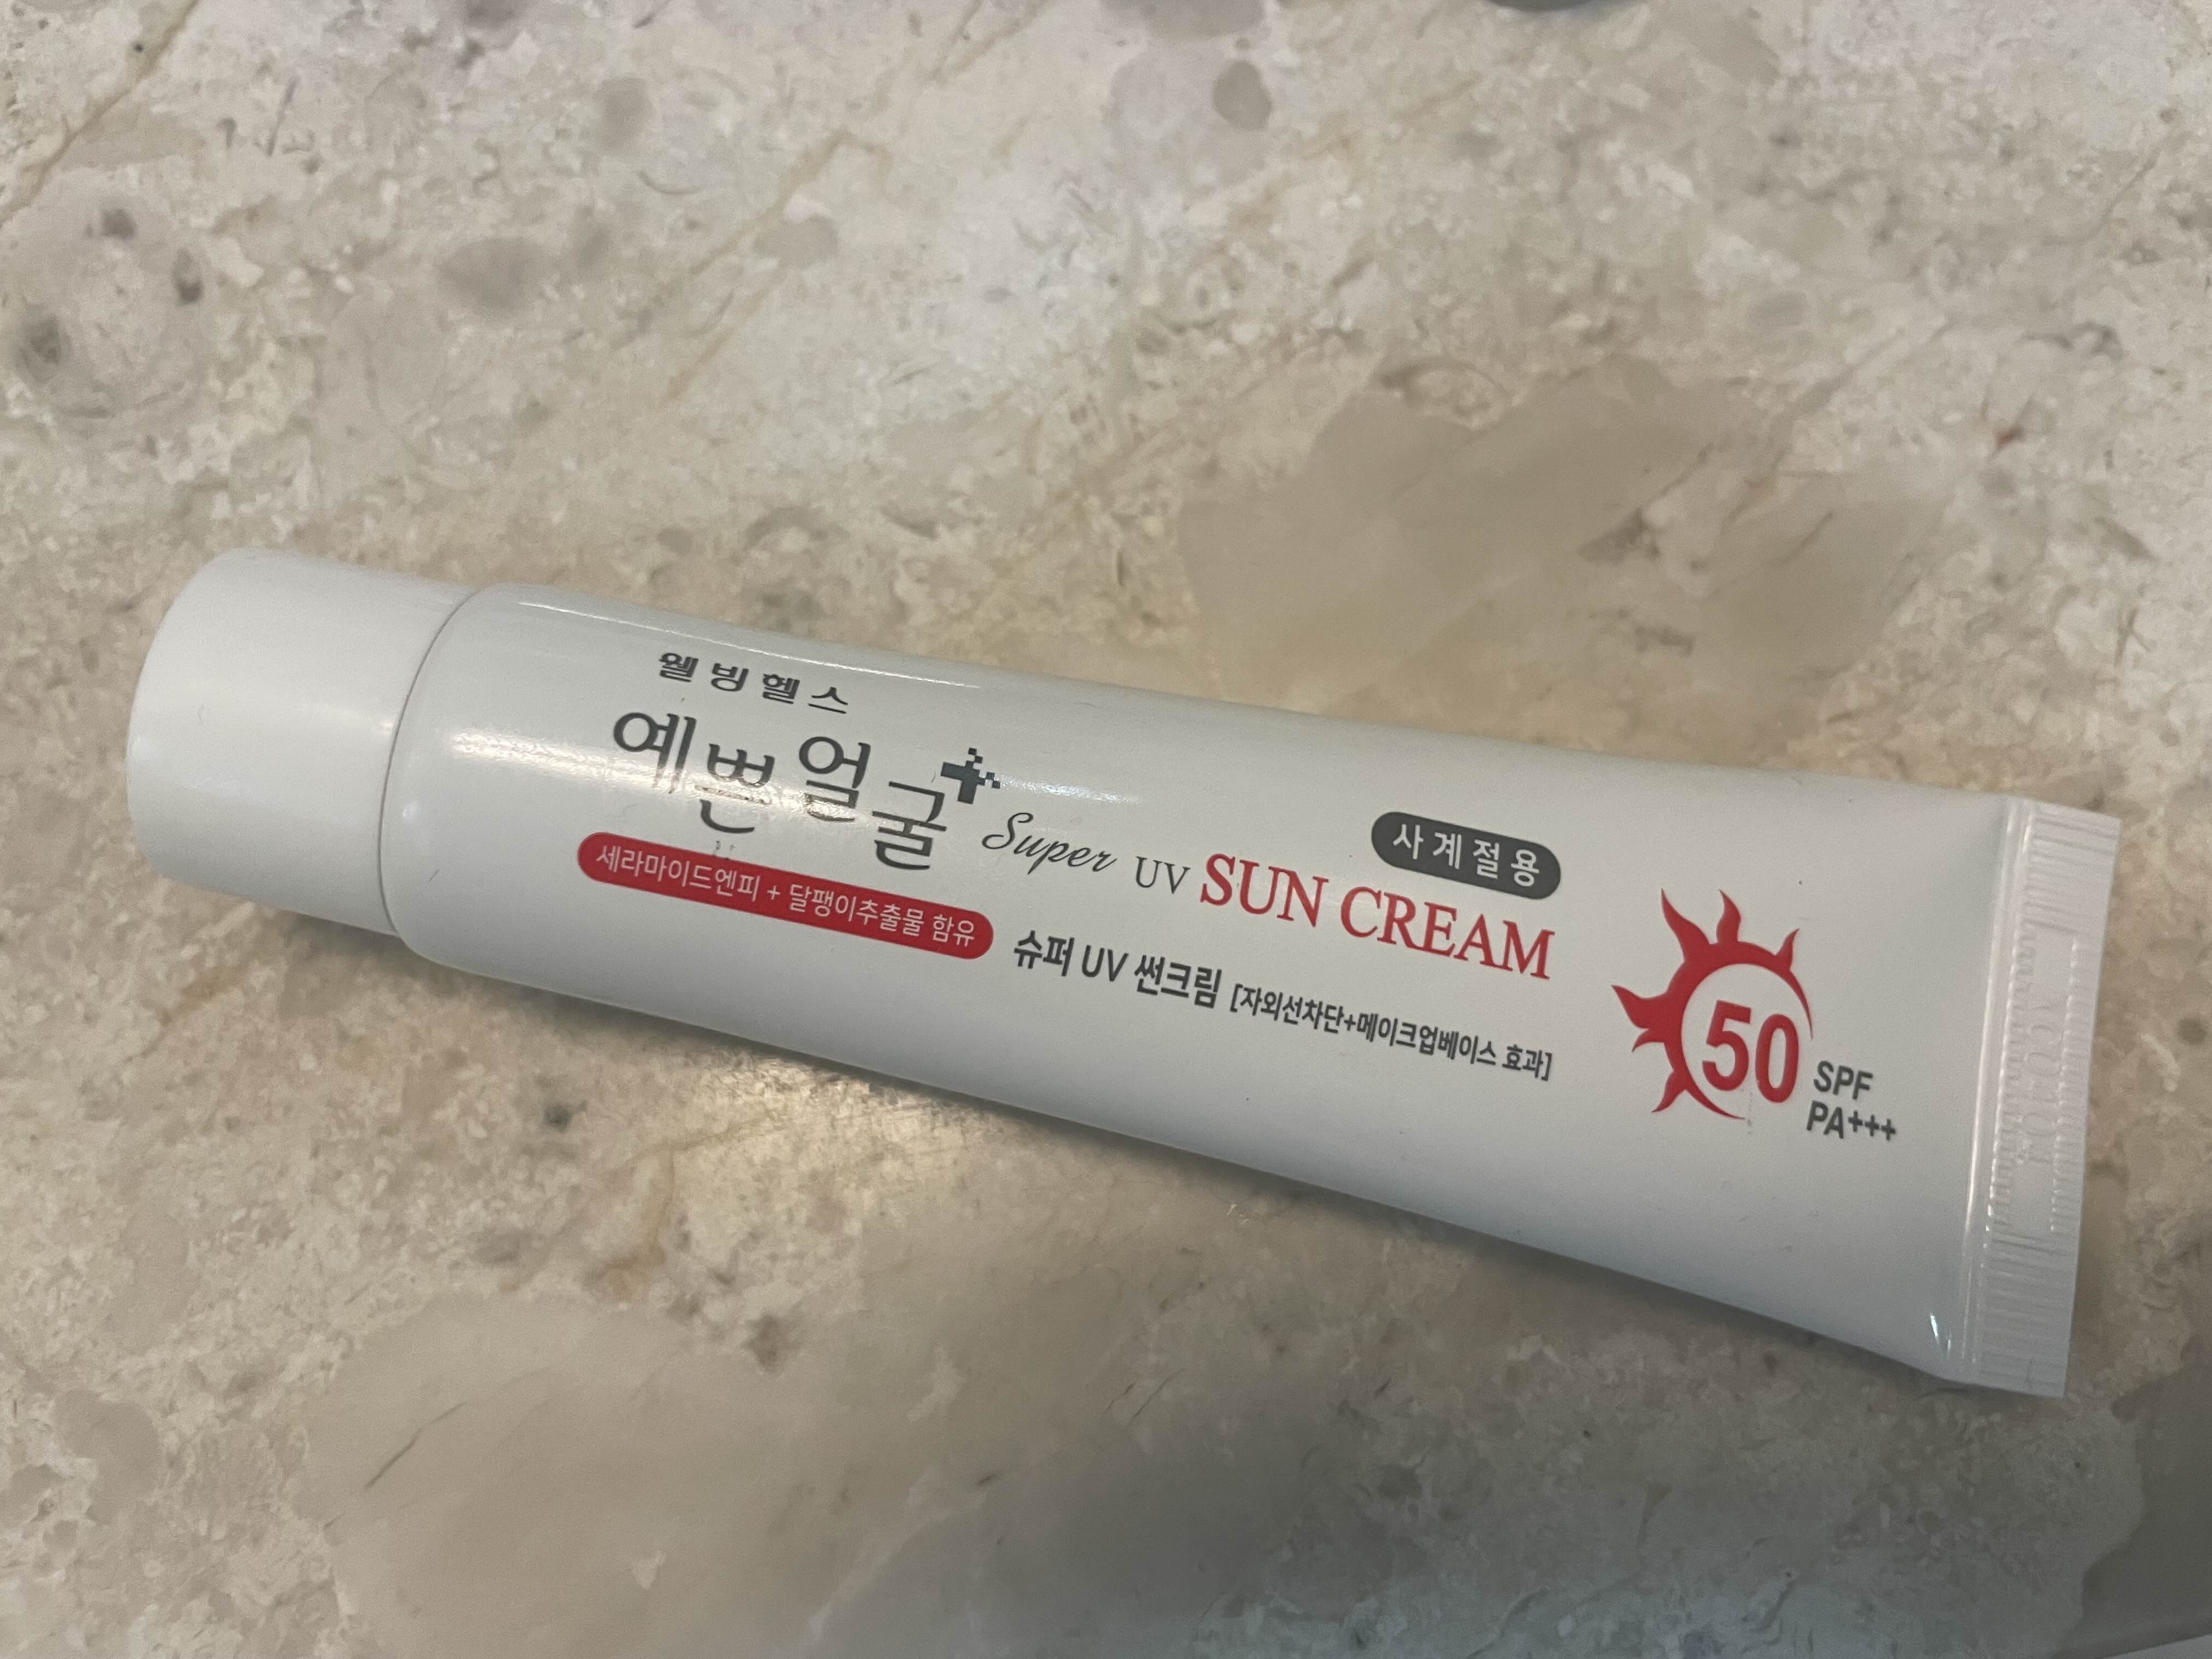 웰빙헬스
예쁜얼굴+
세라마이드엔피 + 달팽이추출물 함유
사계절용
Super UV SUN CREAM
슈퍼 UV 썬크림 [자외선차단+메이크업베이스 효과]
50 SPF
PA+++